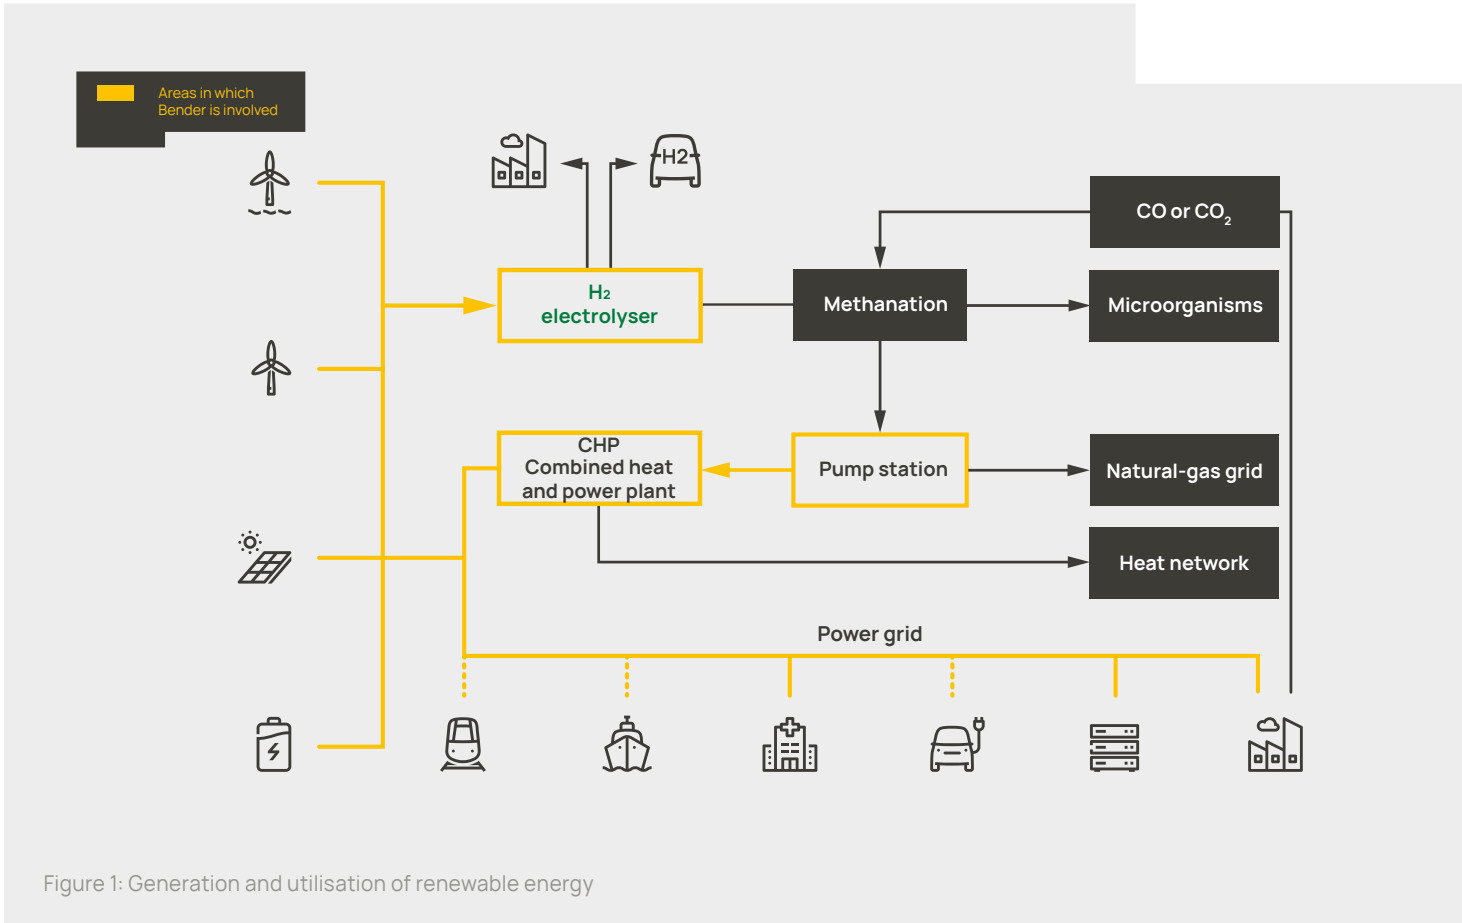 Areas in which
Bender is involved
H2
CO or CO₂
H₂
electrolyser
Methanation
Microorganisms
CHP
Combined heat
and power plant
Pump station
Natural-gas grid
Heat network
Power grid
Figure 1: Generation and utilisation of renewable energy